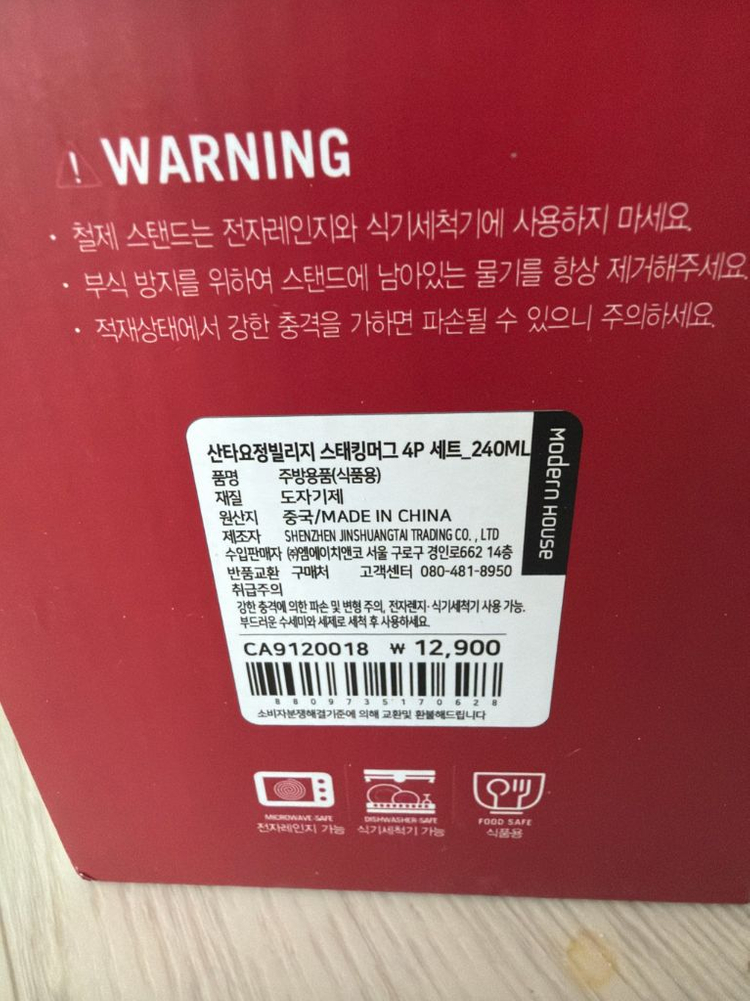 WARNING
• 철제 스탠드는 전자레인지와 식기세척기에 사용하지 마세요.
• 부식 방지를 위하여 스탠드에 남아있는 물기를 항상 제거해주세요.
• 적재상태에서 강한 충격을 가하면 파손될 수 있으니 주의하세요.
산타요정빌리지 스태킹머그 4P 세트_240ML
modern House
품명 주방용품(식품용)
재질 도자기제
원산지 중국/MADE IN CHINA
제조자 SHENZHEN JINSHUANGTAI TRADING CO. , LTD
수입판매자 ㈜엠에이치앤코 서울 구로구 경인로662 14층
반품교환 구매처 고객센터 080-481-8950
취급주의
강한 충격에 의한 파손 및 변형 주의, 전자렌지·식기세척기 사용 가능.
부드러운 수세미와 세제로 세척 후 사용하세요.
CA9120018 ₩ 12,900
8809735170628
소비자분쟁해결기준에 의해 교환및 환불해드립니다
MICROWAVE-SAFE
전자레인지 가능
DISHWASHER-SAFE
식기세척기 가능
FOOD SAFE
식품용